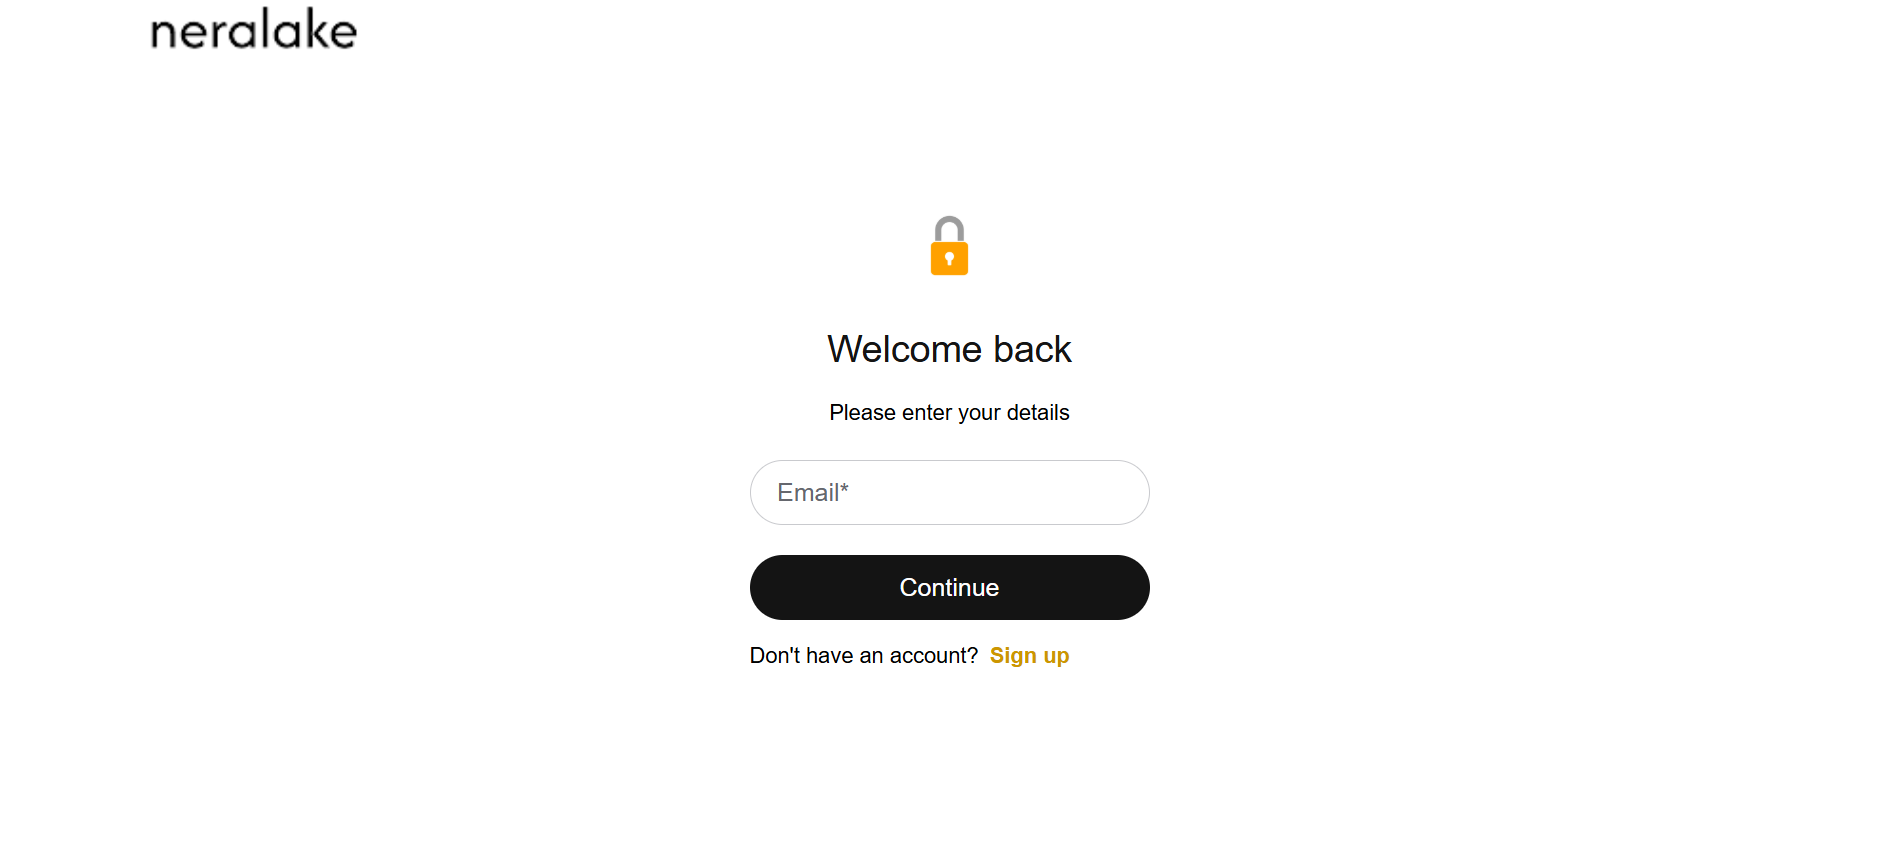 neralake
Welcome back
Please enter your details
Email*
Continue
Don't have an account? Sign up